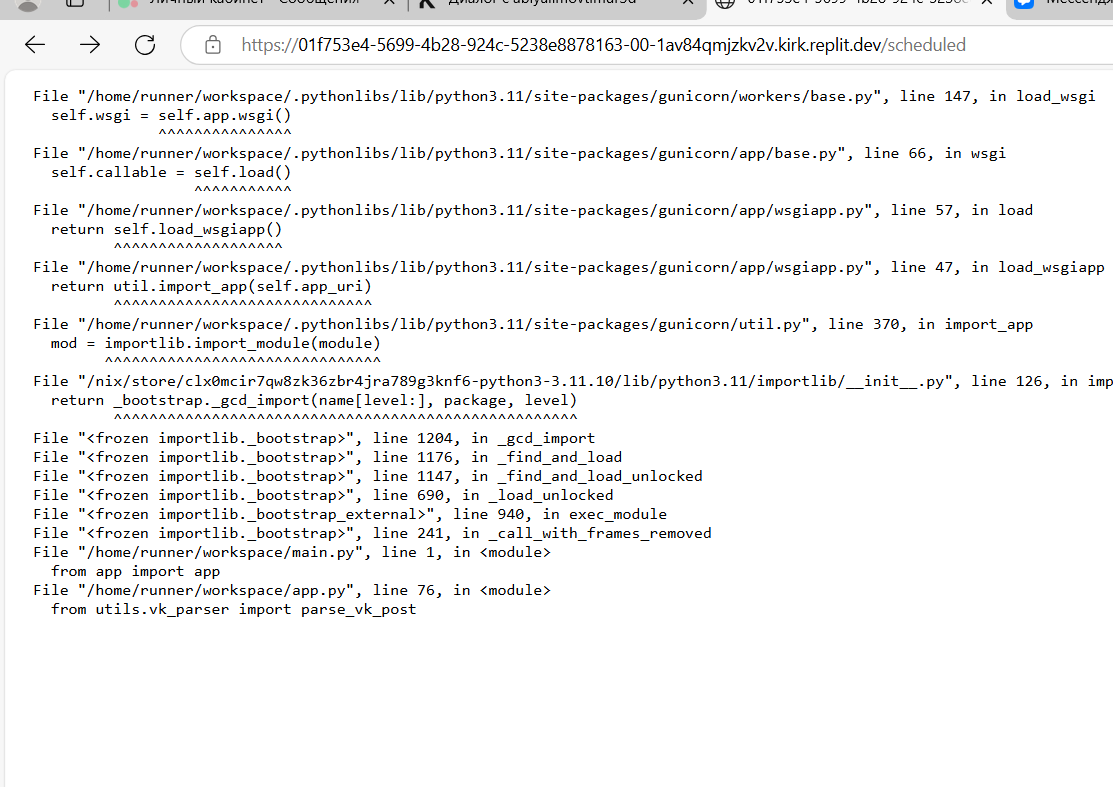 Личный кабинет - Сообщения
https://01f753e4-5699-4b28-924c-5238e8878163-00-1av84qmjzkv2v.kirk.replit.dev/scheduled
File "/home/runner/workspace/.pythonlibs/lib/python3.11/site-packages/gunicorn/workers/base.py", line 147, in load_wsgi
self.wsgi = self.app.wsgi()
^^^^^^^^^^^^^^^
File "/home/runner/workspace/.pythonlibs/lib/python3.11/site-packages/gunicorn/app/base.py", line 66, in wsgi
self.callable = self.load()
^^^^^^^^^^^
File "/home/runner/workspace/.pythonlibs/lib/python3.11/site-packages/gunicorn/app/wsgiapp.py", line 57, in load
return self.load_wsgiapp()
^^^^^^^^^^^^^^^^^^^
File "/home/runner/workspace/.pythonlibs/lib/python3.11/site-packages/gunicorn/app/wsgiapp.py", line 47, in load_wsgiapp
return util.import_app(self.app_uri)
^^^^^^^^^^^^^^^^^^^^^^^^^^^^^
File "/home/runner/workspace/.pythonlibs/lib/python3.11/site-packages/gunicorn/util.py", line 370, in import_app
mod = importlib.import_module(module)
^^^^^^^^^^^^^^^^^^^^^^^^^^^^^^^
File "/nix/store/clx0mcir7qw8zk36zbr4jra789g3knf6-python3-3.11.10/lib/python3.11/importlib/__init__.py", line 126, in imp
return _bootstrap._gcd_import(name[level:], package, level)
^^^^^^^^^^^^^^^^^^^^^^^^^^^^^^^^^^^^^^^^^^^^^^^^^^^^
File "<frozen importlib._bootstrap>", line 1204, in _gcd_import
File "<frozen importlib._bootstrap>", line 1176, in _find_and_load
File "<frozen importlib._bootstrap>", line 1147, in _find_and_load_unlocked
File "<frozen importlib._bootstrap>", line 690, in _load_unlocked
File "<frozen importlib._bootstrap_external>", line 940, in exec_module
File "<frozen importlib._bootstrap>", line 241, in _call_with_frames_removed
File "/home/runner/workspace/main.py", line 1, in <module>
from app import app
File "/home/runner/workspace/app.py", line 76, in <module>
from utils.vk_parser import parse_vk_post